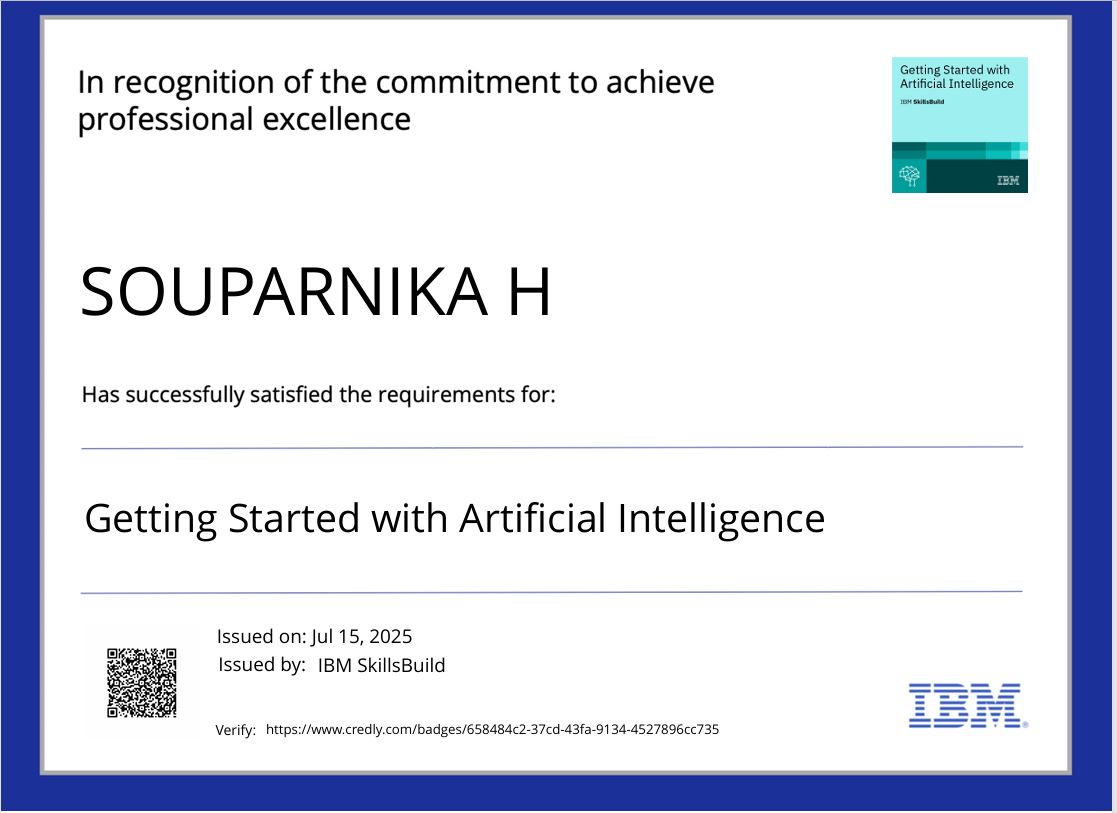 In recognition of the commitment to achieve
professional excellence
Getting Started with
Artificial Intelligence
IBM SkillsBuild
IBM
SOUPARNIKA H
Has successfully satisfied the requirements for:
Getting Started with Artificial Intelligence
Issued on: Jul 15, 2025
Issued by: IBM SkillsBuild
Verify: https://www.credly.com/badges/658484c2-37cd-43fa-9134-4527896cc735
IBM®